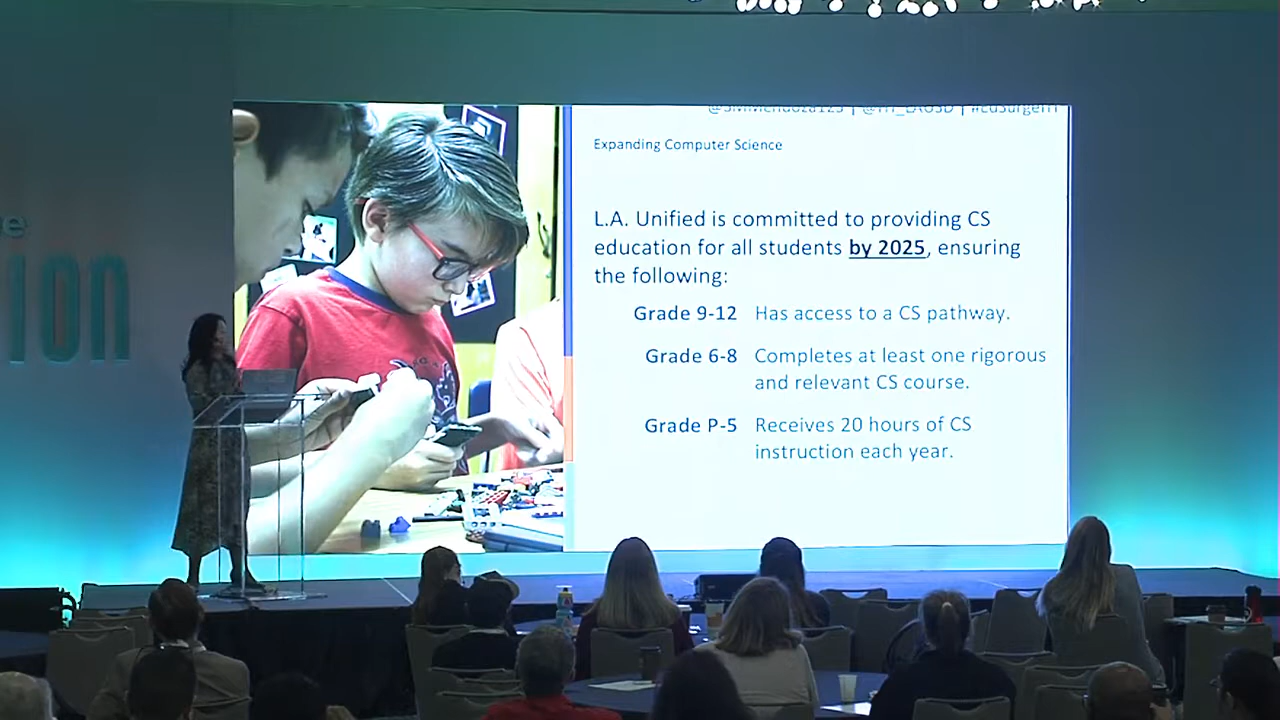 e
ion
Expanding Computer Science
L.A. Unified is committed to providing CS
education for all students by 2025, ensuring
the following:
Grade 9-12 Has access to a CS pathway.
Grade 6-8 Completes at least one rigorous
and relevant CS course.
Grade P-5 Receives 20 hours of CS
instruction each year.